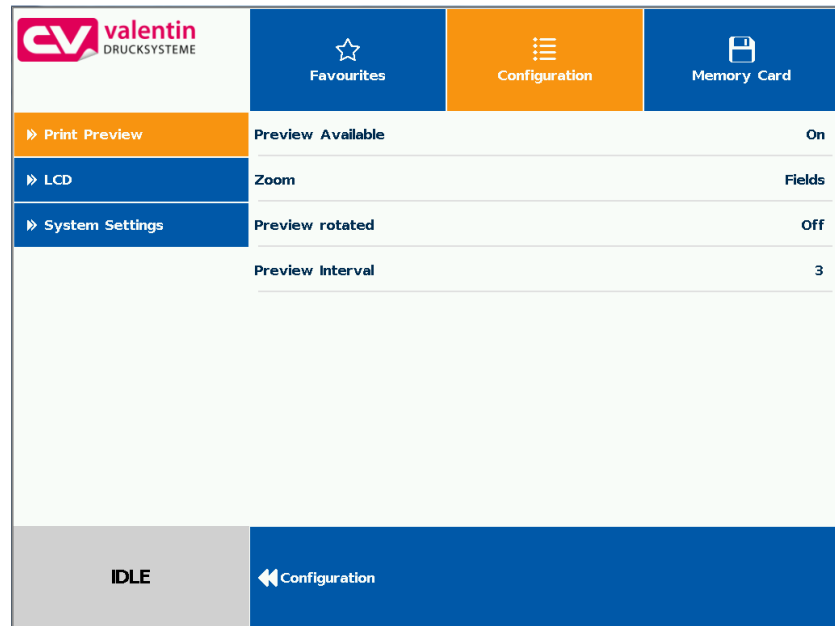 valentin
DRUCKSYSTEME
Favourites
Configuration
Memory Card
Print Preview
Preview Available On
LCD
Zoom Fields
System Settings
Preview rotated Off
Preview Interval 3
IDLE
Configuration